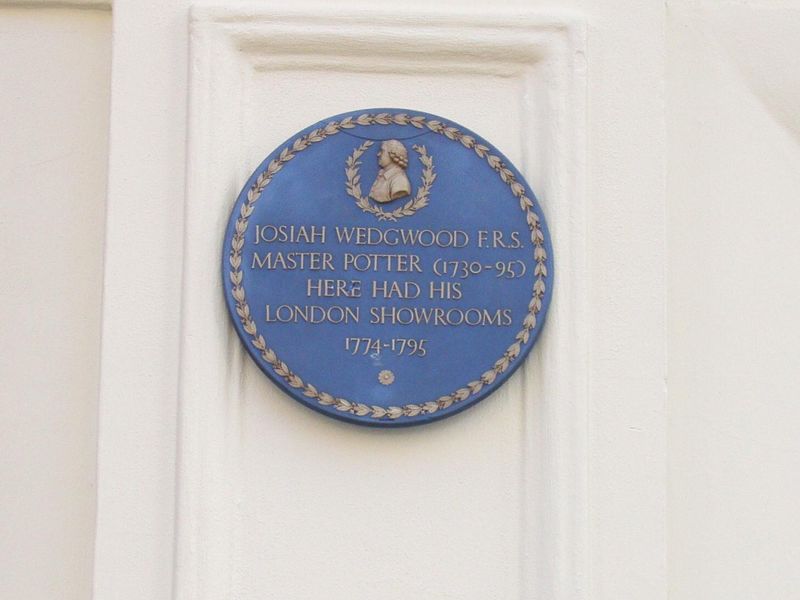 JOSIAH WEDGWOOD F.R.S.
MASTER POTTER (1730-95)
HERE HAD HIS
LONDON SHOWROOMS
1774-1795